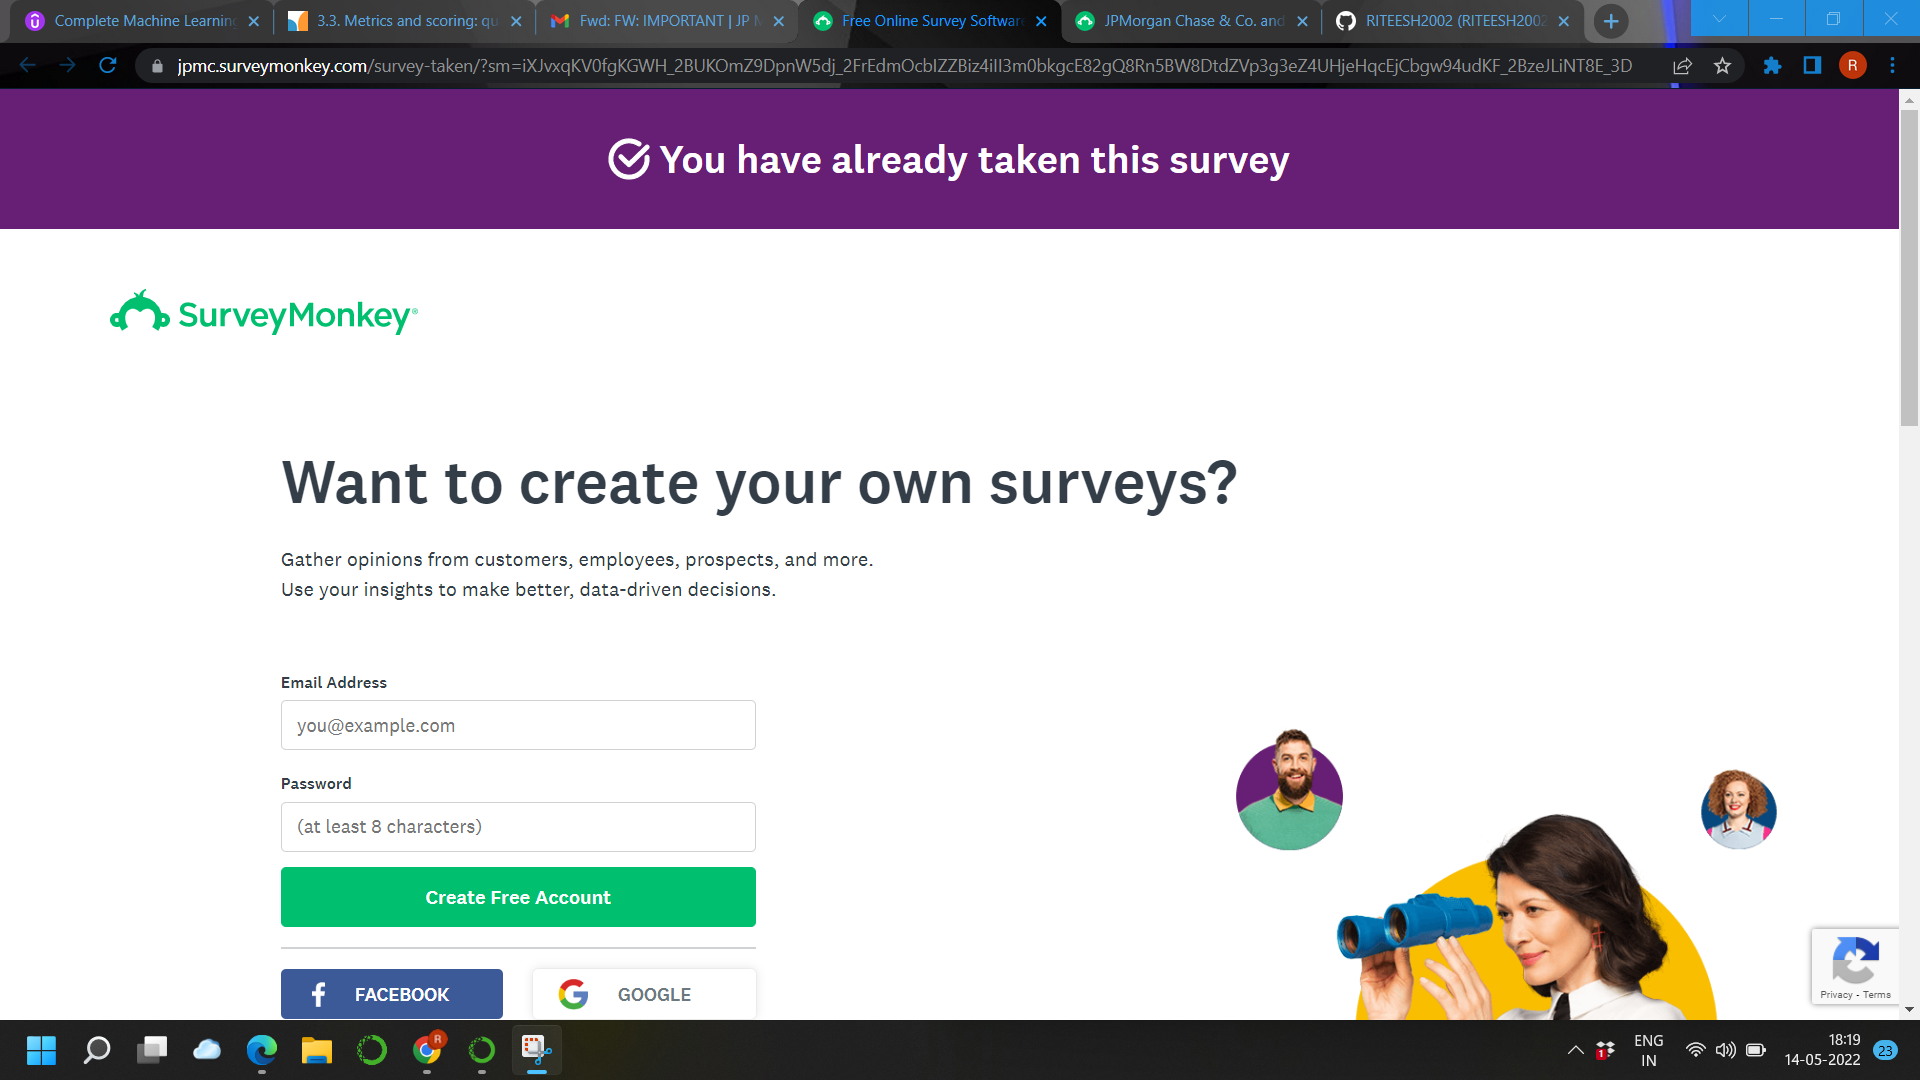 Complete Machine Learning
3.3. Metrics and scoring: qu
Fwd: FW: IMPORTANT | JP M
Free Online Survey Software
JPMorgan Chase & Co. and
RITEESH2002 (RITEESH2002
jpmc.surveymonkey.com/survey-taken/?sm=iXJvxqKV0fgKGWH_2BUKOmZ9DpnW5dj_2FrEdmOcbIZZBiz4iII3m0bkgcE82gQ8Rn5BW8DtdZVp3g3eZ4UHjeHqcEjCbgw94udKF_2BzeJLiNT8E_3D
R
You have already taken this survey
SurveyMonkey®
Want to create your own surveys?
Gather opinions from customers, employees, prospects, and more.
Use your insights to make better, data-driven decisions.
Email Address
you@example.com
Password
(at least 8 characters)
Create Free Account
FACEBOOK
GOOGLE
Privacy - Terms
R
1
ENG
IN
18:19
14-05-2022
23